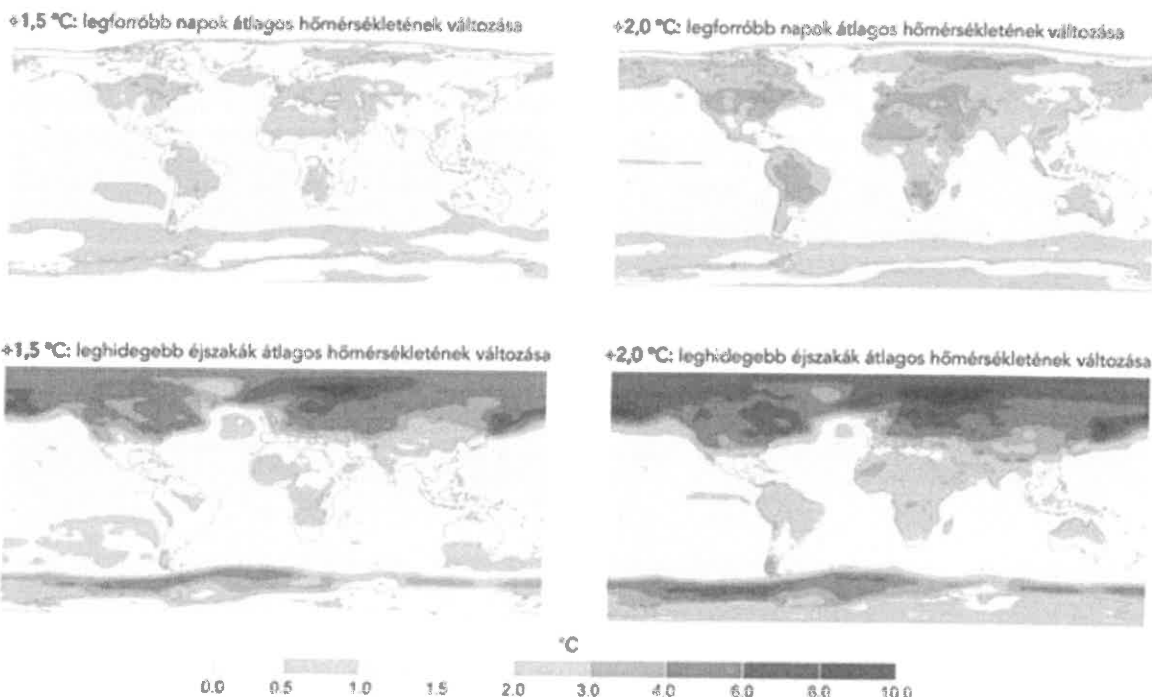 +1,5 °C: legforróbb napok átlagos hőmérsékletének változása
+2,0 °C: legforróbb napok átlagos hőmérsékletének változása
+1,5 °C: leghidegebb éjszakák átlagos hőmérsékletének változása
+2,0 °C: leghidegebb éjszakák átlagos hőmérsékletének változása
°C
0.0 0.5 1.0 1.5 2.0 3.0 4.0 6.0 8.0 10.0